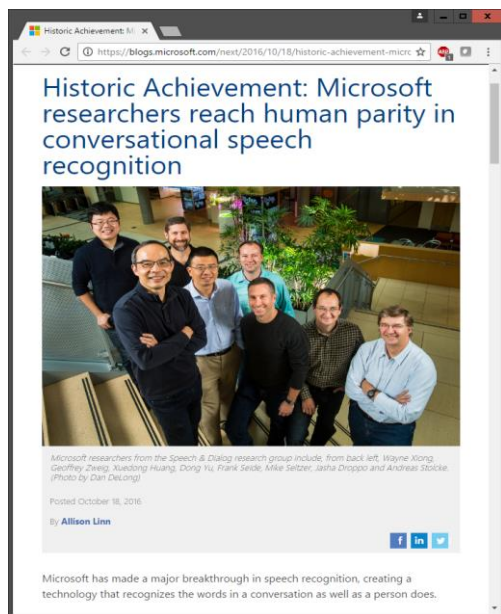 Historic Achievement: Mi
https://blogs.microsoft.com/next/2016/10/18/historic-achievement-micro
Historic Achievement: Microsoft
researchers reach human parity in
conversational speech
recognition
Microsoft researchers from the Speech & Dialog research group include, from back left, Wayne Xiong,
Geoffrey Zweig, Xuedong Huang, Dong Yu, Frank Seide, Mike Seltzer, Jasha Droppo and Andreas Stolcke.
(Photo by Dan DeLong)
Posted October 18, 2016
By Allison Linn
f in
Microsoft has made a major breakthrough in speech recognition, creating a
technology that recognizes the words in a conversation as well as a person does.